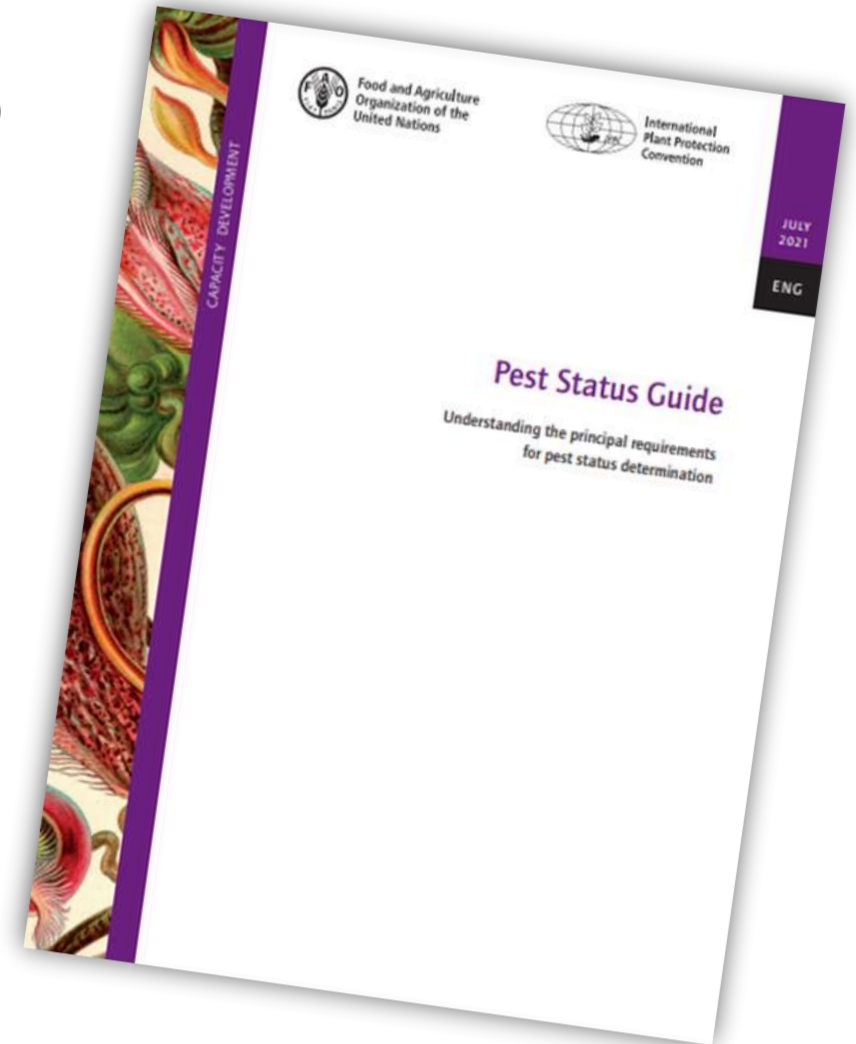 Food and Agriculture
Organization of the
United Nations
International
Plant Protection
Convention
CAPACITY DEVELOPMENT
JULY
2021
ENG
Pest Status Guide
Understanding the principal requirements
for pest status determination